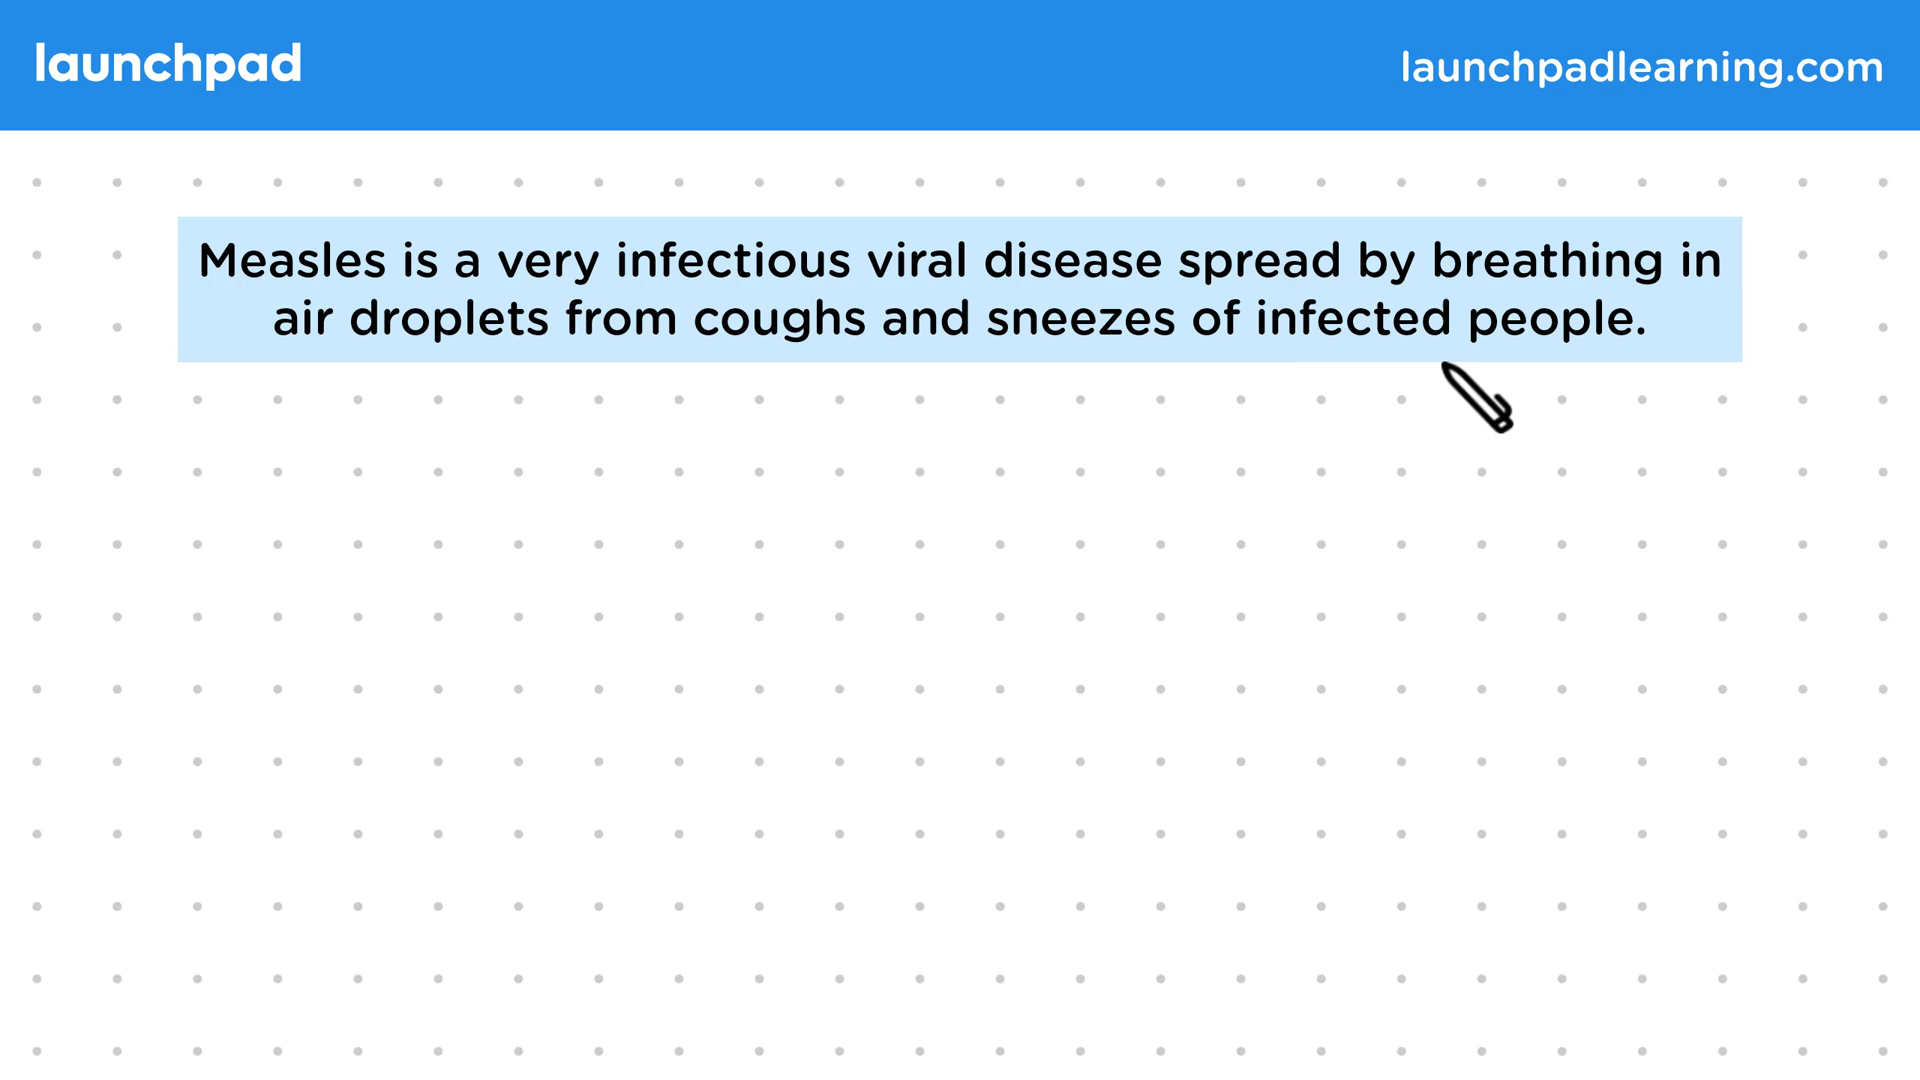 launchpad
launchpadlearning.com
Measles is a very infectious viral disease spread by breathing in
air droplets from coughs and sneezes of infected people.